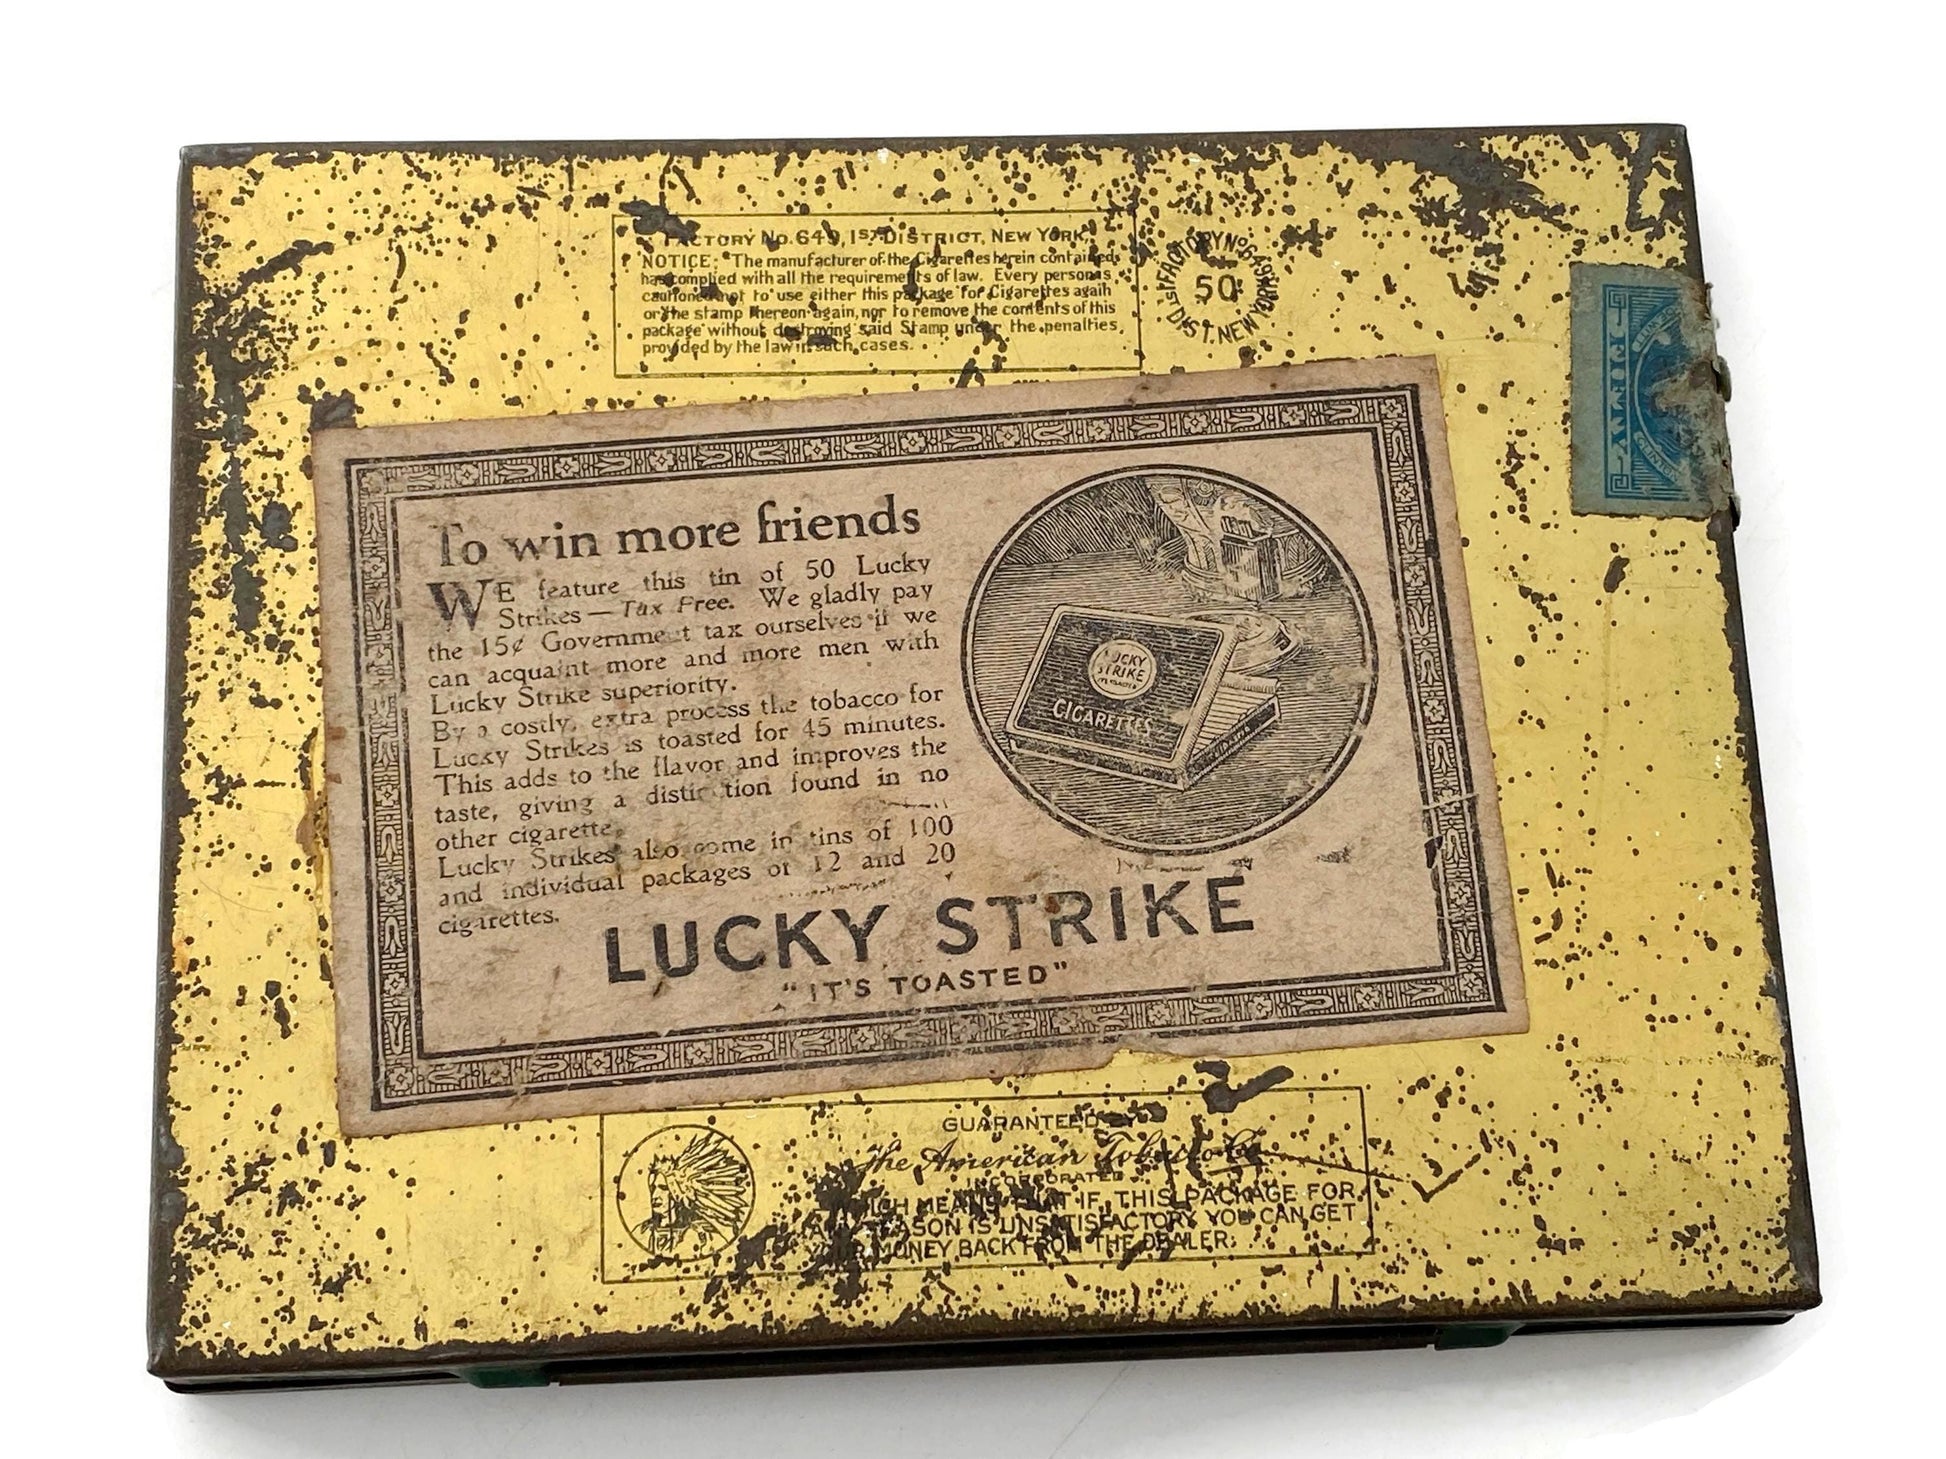 FACTORY No. 649, 1ST DISTRICT, NEW YORK,
NOTICE: The manufacturer of the Cigarettes herein contained
has complied with all the requirements of law. Every person is
cautioned not to use either this package for Cigarettes again
or the stamp thereon again, nor to remove the contents of this
package without destroying said Stamp under the penalties
provided by the law in such cases.
FACTORY No 649 1ST DIST. NEW YORK
50
To win more friends
WE feature this tin of 50 Lucky
Strikes — Tax Free. We gladly pay
the 15¢ Government tax ourselves if we
can acquaint more and more men with
Lucky Strike superiority.
By a costly, extra process the tobacco for
Lucky Strikes is toasted for 45 minutes.
This adds to the flavor and improves the
taste, giving a distinction found in no
other cigarette.
Lucky Strikes also come in tins of 100
and individual packages of 12 and 20
cigarettes.
LUCKY
STRIKE
CIGARETTES
LUCKY STRIKE
"IT'S TOASTED"
GUARANTEED BY
The American Tobacco Co.
INCORPORATED
WHICH MEANS THAT IF THIS PACKAGE FOR
ANY REASON IS UNSATISFACTORY YOU CAN GET
YOUR MONEY BACK FROM THE DEALER.